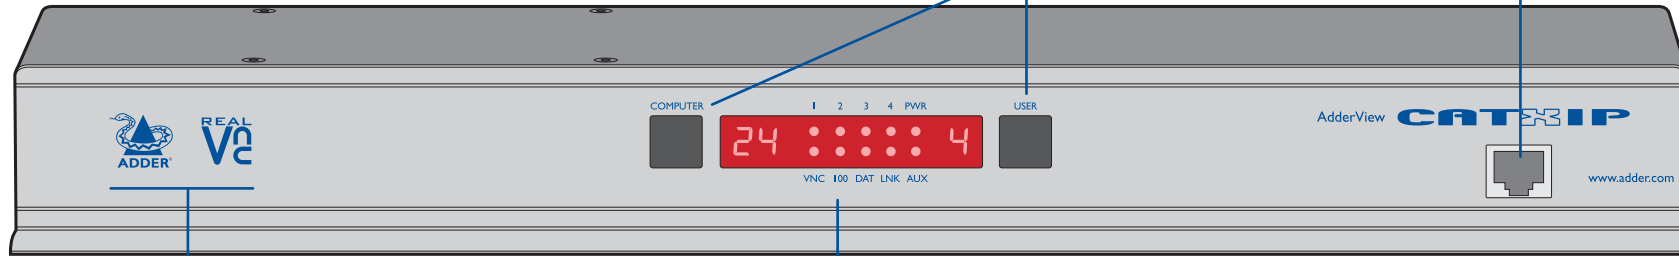 COMPUTER
1 2 3 4 PWR
USER
24
4
VNC 100 DAT LNK AUX
ADDER®
REAL
VNC
AdderView CATXIP
www.adder.com